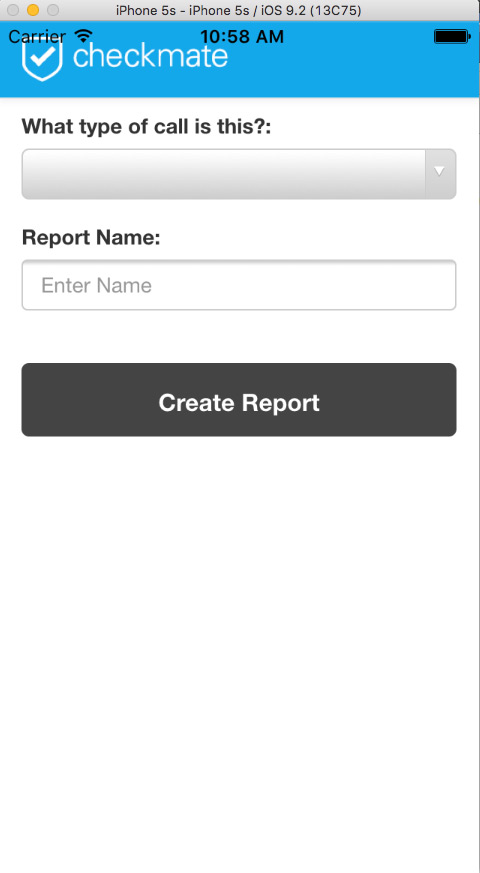 iPhone 5s - iPhone 5s / iOS 9.2 (13C75)
Carrier 10:58 AM
checkmate
What type of call is this?:
Report Name:
Enter Name
Create Report